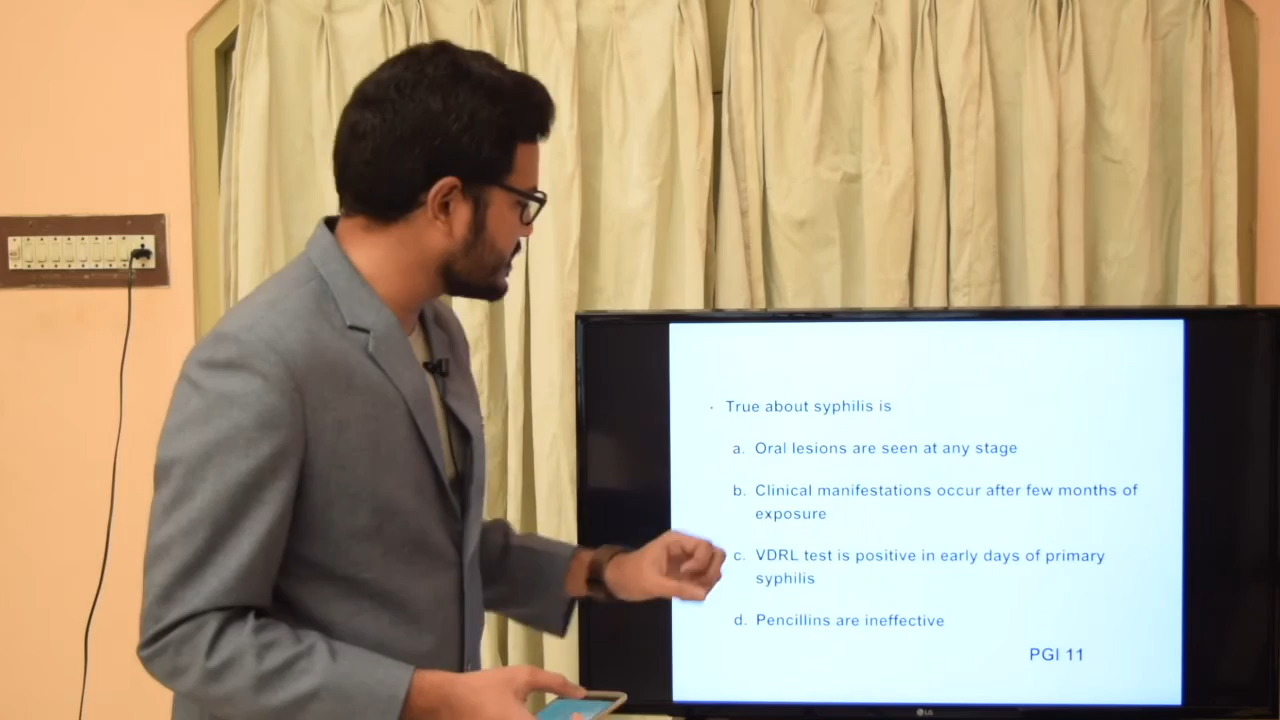 · True about syphilis is
a. Oral lesions are seen at any stage
b. Clinical manifestations occur after few months of
exposure
c. VDRL test is positive in early days of primary
syphilis
d. Pencillins are ineffective
PGI 11
LG